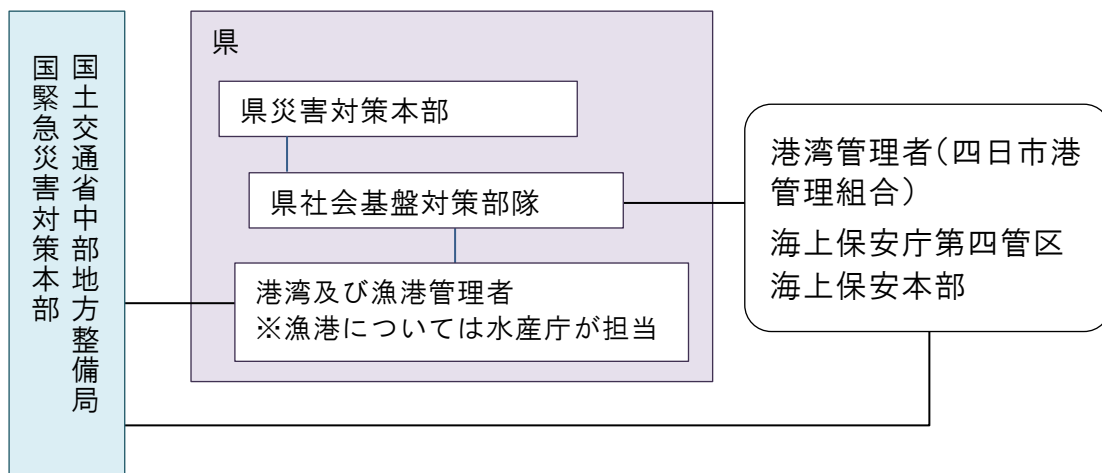 国土交通省中部地方整備局
国緊急災害対策本部
県
県災害対策本部
県社会基盤対策部隊
港湾及び漁港管理者
※漁港については水産庁が担当
港湾管理者（四日市港
管理組合）
海上保安庁第四管区
海上保安本部